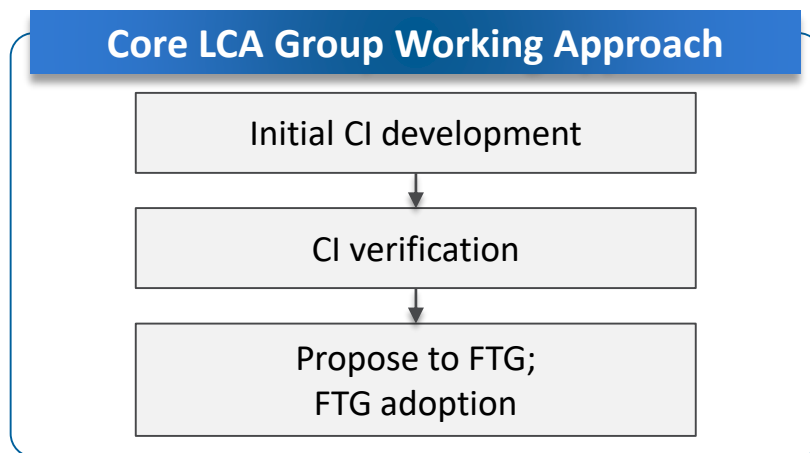 Core LCA Group Working Approach
Initial CI development
CI verification
Propose to FTG;
FTG adoption